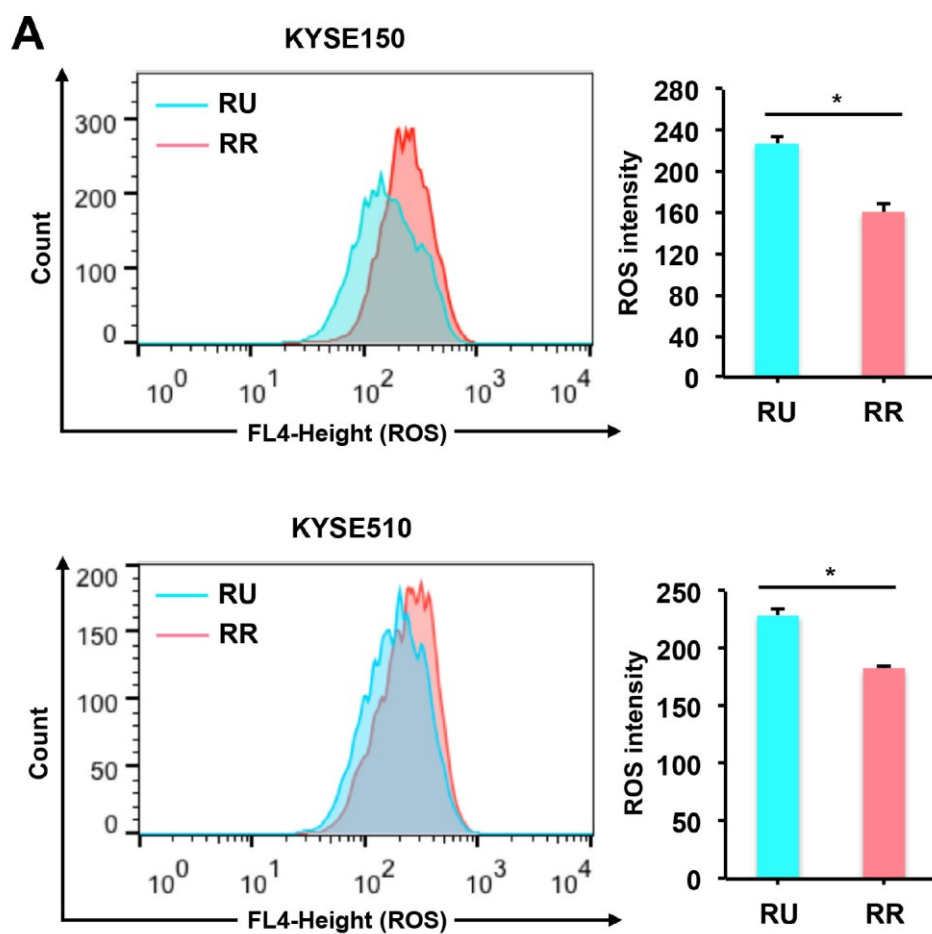 A
KYSE150
RU
RR
300
200
100
0
Count
10^0 10^1 10^2 10^3 10^4
FL4-Height (ROS)
280
240
200
160
120
80
40
0
ROS intensity
*
RU RR
KYSE510
RU
RR
200
150
100
50
0
Count
10^0 10^1 10^2 10^3 10^4
FL4-Height (ROS)
250
200
150
100
50
0
ROS intensity
*
RU RR